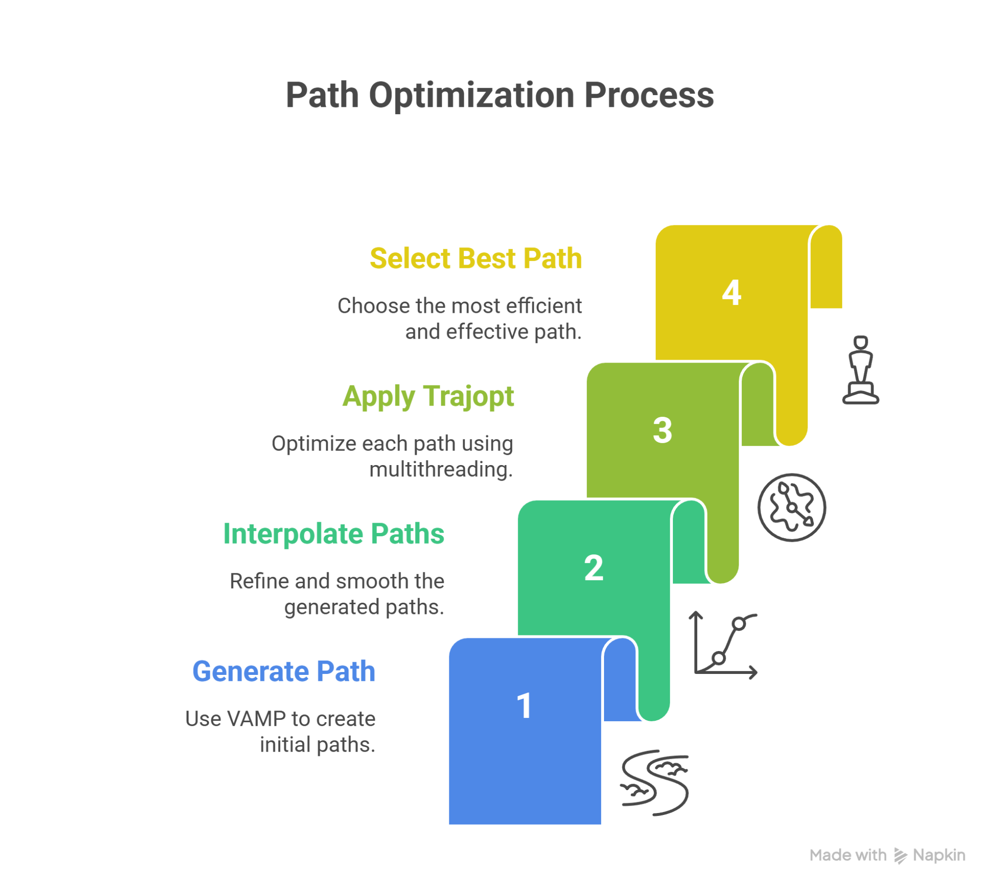 Path Optimization Process
Select Best Path
Choose the most efficient
and effective path.
4
Apply Trajopt
Optimize each path using
multithreading.
3
Interpolate Paths
Refine and smooth the
generated paths.
2
Generate Path
Use VAMP to create
initial paths.
1
Made with Napkin